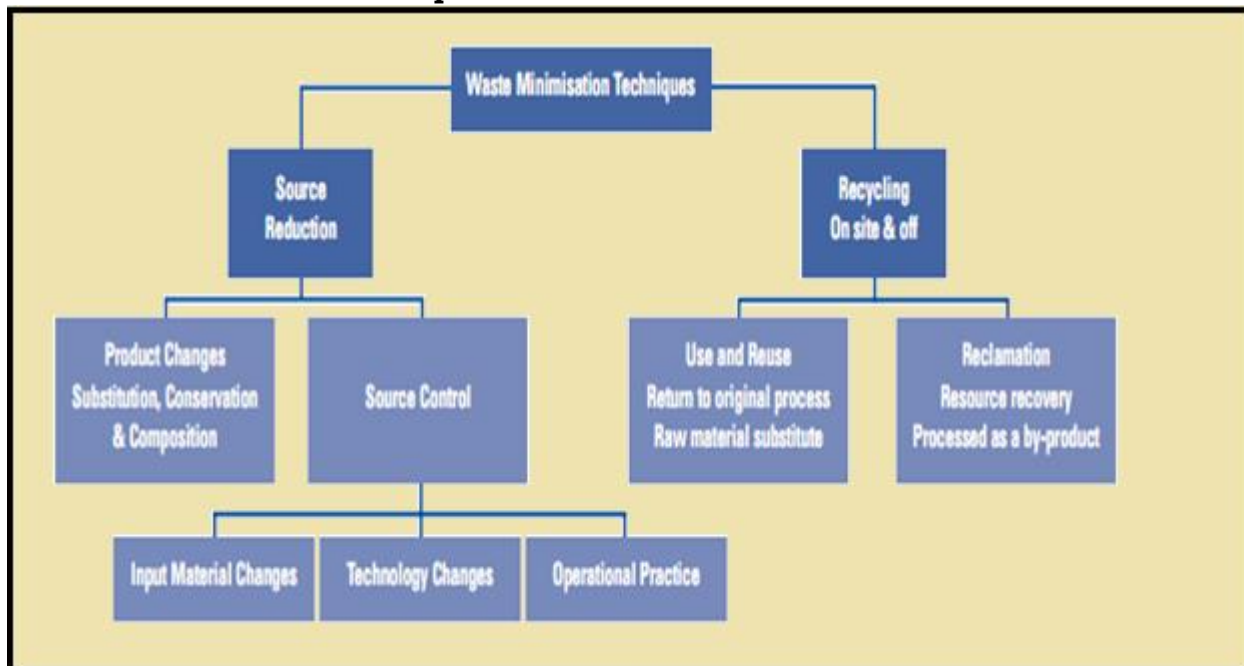 Waste Minimisation Techniques
Source
Reduction
Recycling
On site & off
Product Changes
Substitution, Conservation
& Composition
Source Control
Use and Reuse
Return to original process
Raw material substitute
Reclamation
Resource recovery
Processed as a by-product
Input Material Changes
Technology Changes
Operational Practice